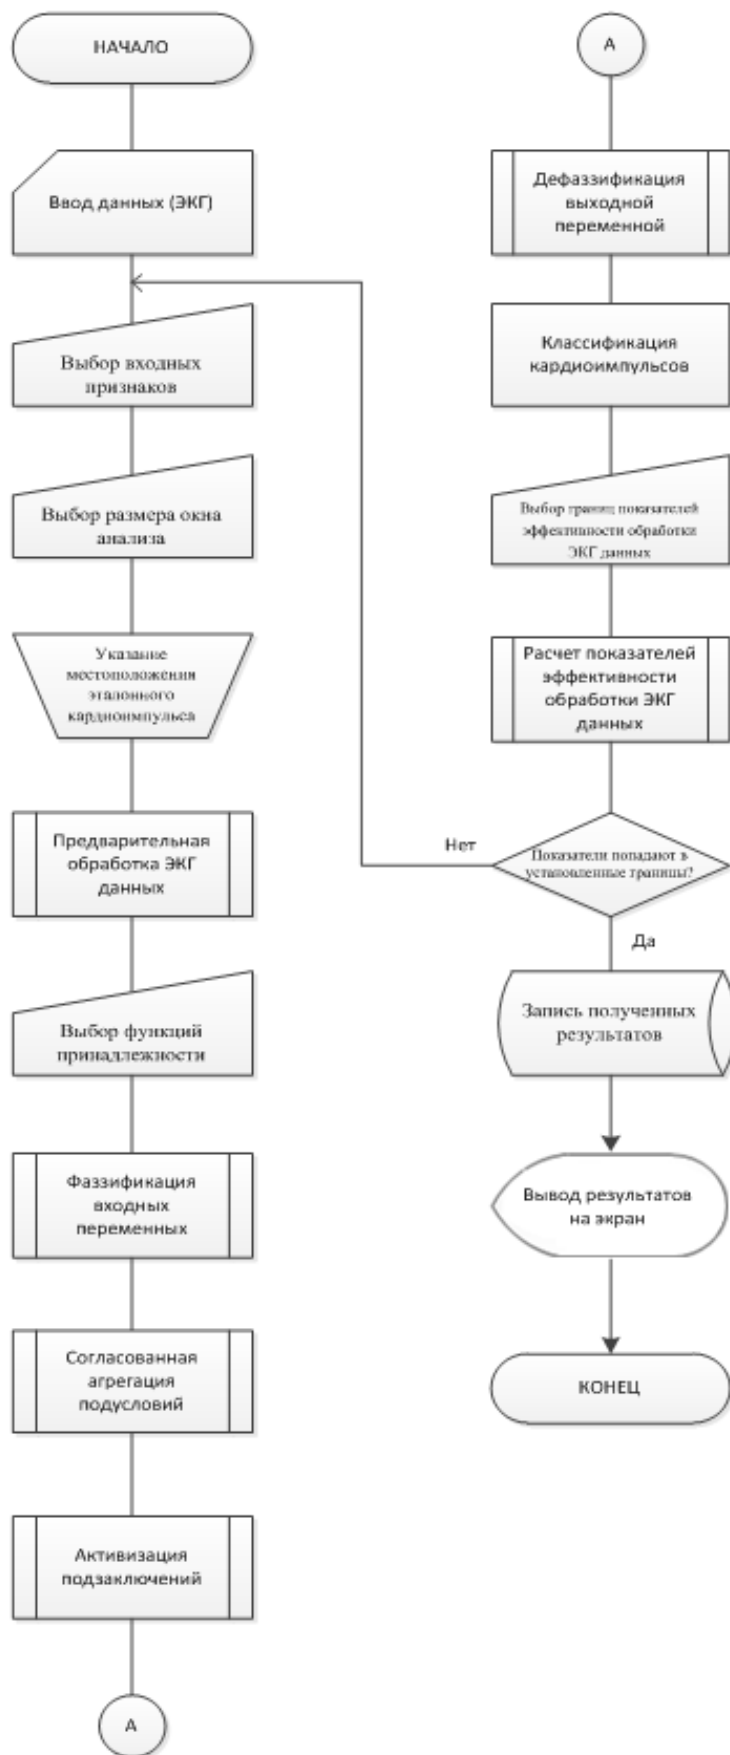 НАЧАЛО
Ввод данных (ЭКГ)
Выбор входных
признаков
Выбор размера окна
анализа
Указание
местоположения
эталонного
кардиоимпульса
Предварительная
обработка ЭКГ
данных
Выбор функций
принадлежности
Фаззификация
входных
переменных
Согласованная
агрегация
подусловий
Активизация
подзаключений
А
А
Дефаззификация
выходной
переменной
Классификация
кардиоимпульсов
Выбор границ показателей
эффективности обработки
ЭКГ данных
Расчет показателей
эффективности
обработки ЭКГ
данных
Показатели попадают в
установленные границы?
Нет
Да
Запись полученных
результатов
Вывод результатов
на экран
КОНЕЦ